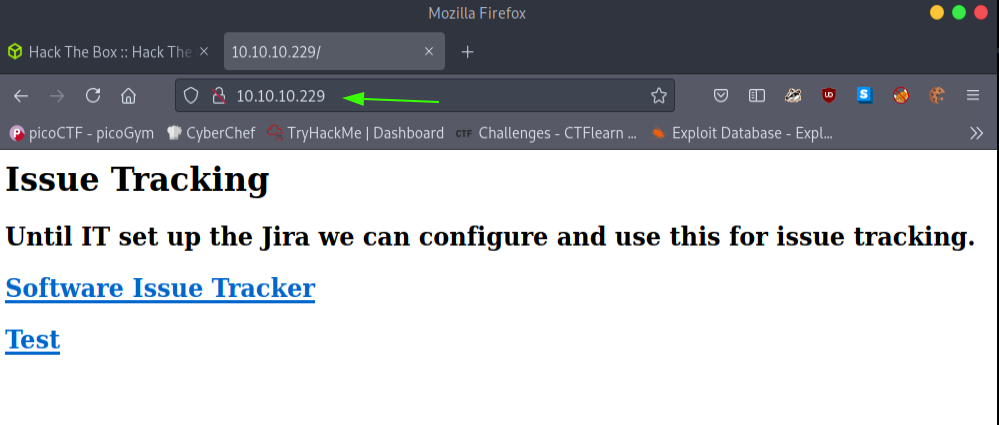 Mozilla Firefox
Hack The Box :: Hack The
10.10.10.229/
10.10.10.229
picoCTF - picoGym CyberChef TryHackMe | Dashboard CTF Challenges - CTFlearn ... Exploit Database - Expl...
Issue Tracking
Until IT set up the Jira we can configure and use this for issue tracking.
Software Issue Tracker
Test